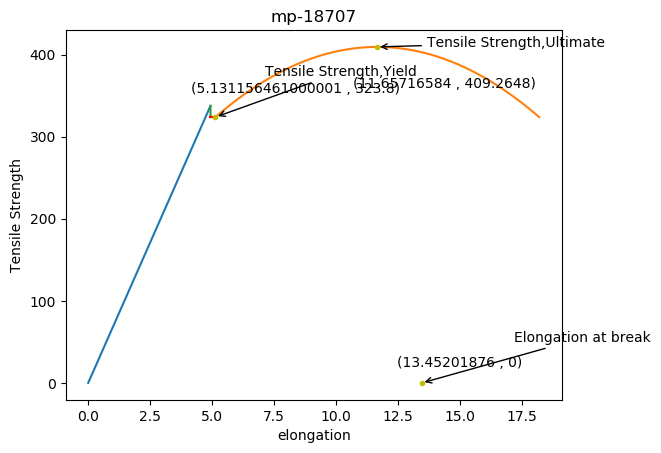 mp-18707
Tensile Strength,Ultimate
Tensile Strength,Yield
(5.131156461000001 , 323.8)
(11.65716584 , 409.2648)
Elongation at break
(13.45201876 , 0)
Tensile Strength
400
300
200
100
0
0.0 2.5 5.0 7.5 10.0 12.5 15.0 17.5
elongation